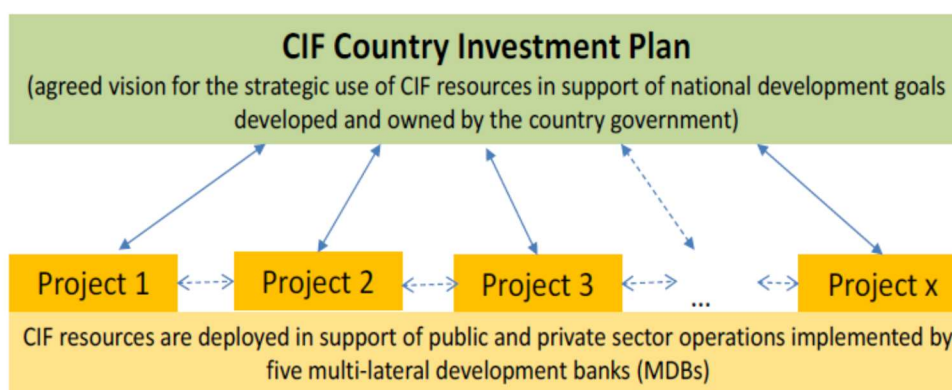 CIF Country Investment Plan
(agreed vision for the strategic use of CIF resources in support of national development goals
developed and owned by the country government)
Project 1
Project 2
Project 3
...
Project x
CIF resources are deployed in support of public and private sector operations implemented by
five multi-lateral development banks (MDBs)